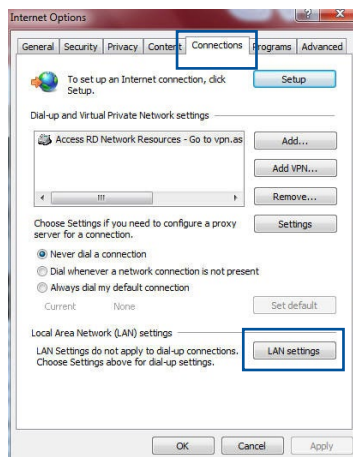 Internet Options
General Security Privacy Content Connections Programs Advanced
To set up an Internet connection, click
Setup.
Setup
Dial-up and Virtual Private Network settings
Access RD Network Resources - Go to vpn.as
Add...
Add VPN...
Remove...
Choose Settings if you need to configure a proxy
server for a connection.
Settings
Never dial a connection
Dial whenever a network connection is not present
Always dial my default connection
Current None
Set default
Local Area Network (LAN) settings
LAN Settings do not apply to dial-up connections.
Choose Settings above for dial-up settings.
LAN settings
OK Cancel Apply